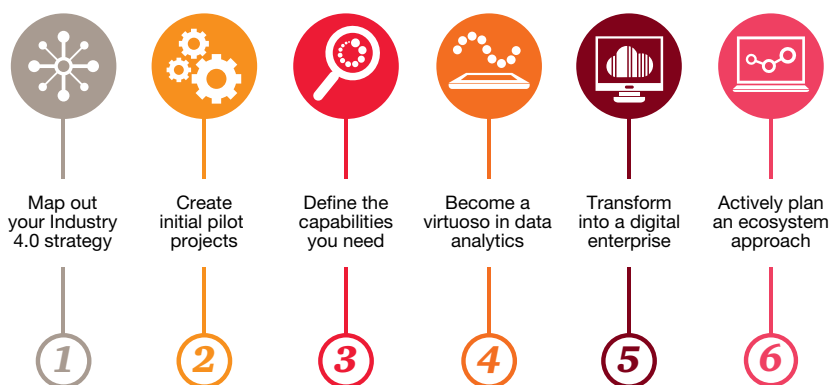 Map out
your Industry
4.0 strategy
Create
initial pilot
projects
Define the
capabilities
you need
Become a
virtuoso in data
analytics
Transform
into a digital
enterprise
Actively plan
an ecosystem
approach
1
2
3
4
5
6